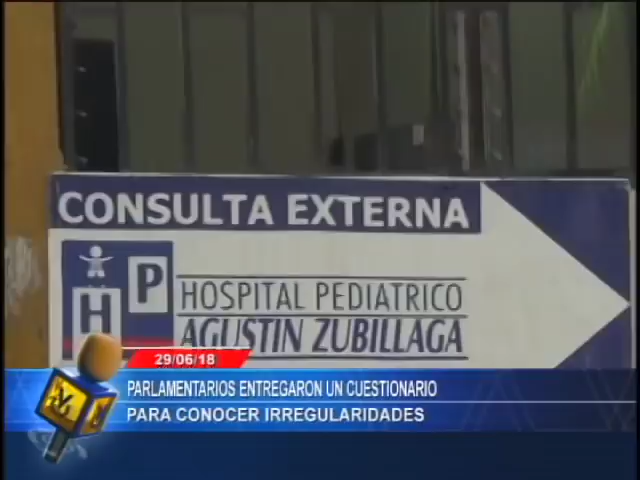 CONSULTA EXTERNA
P
H
HOSPITAL PEDIATRICO
AGUSTIN ZUBILLAGA
29/06/18
PARLAMENTARIOS ENTREGARON UN CUESTIONARIO
PARA CONOCER IRREGULARIDADES